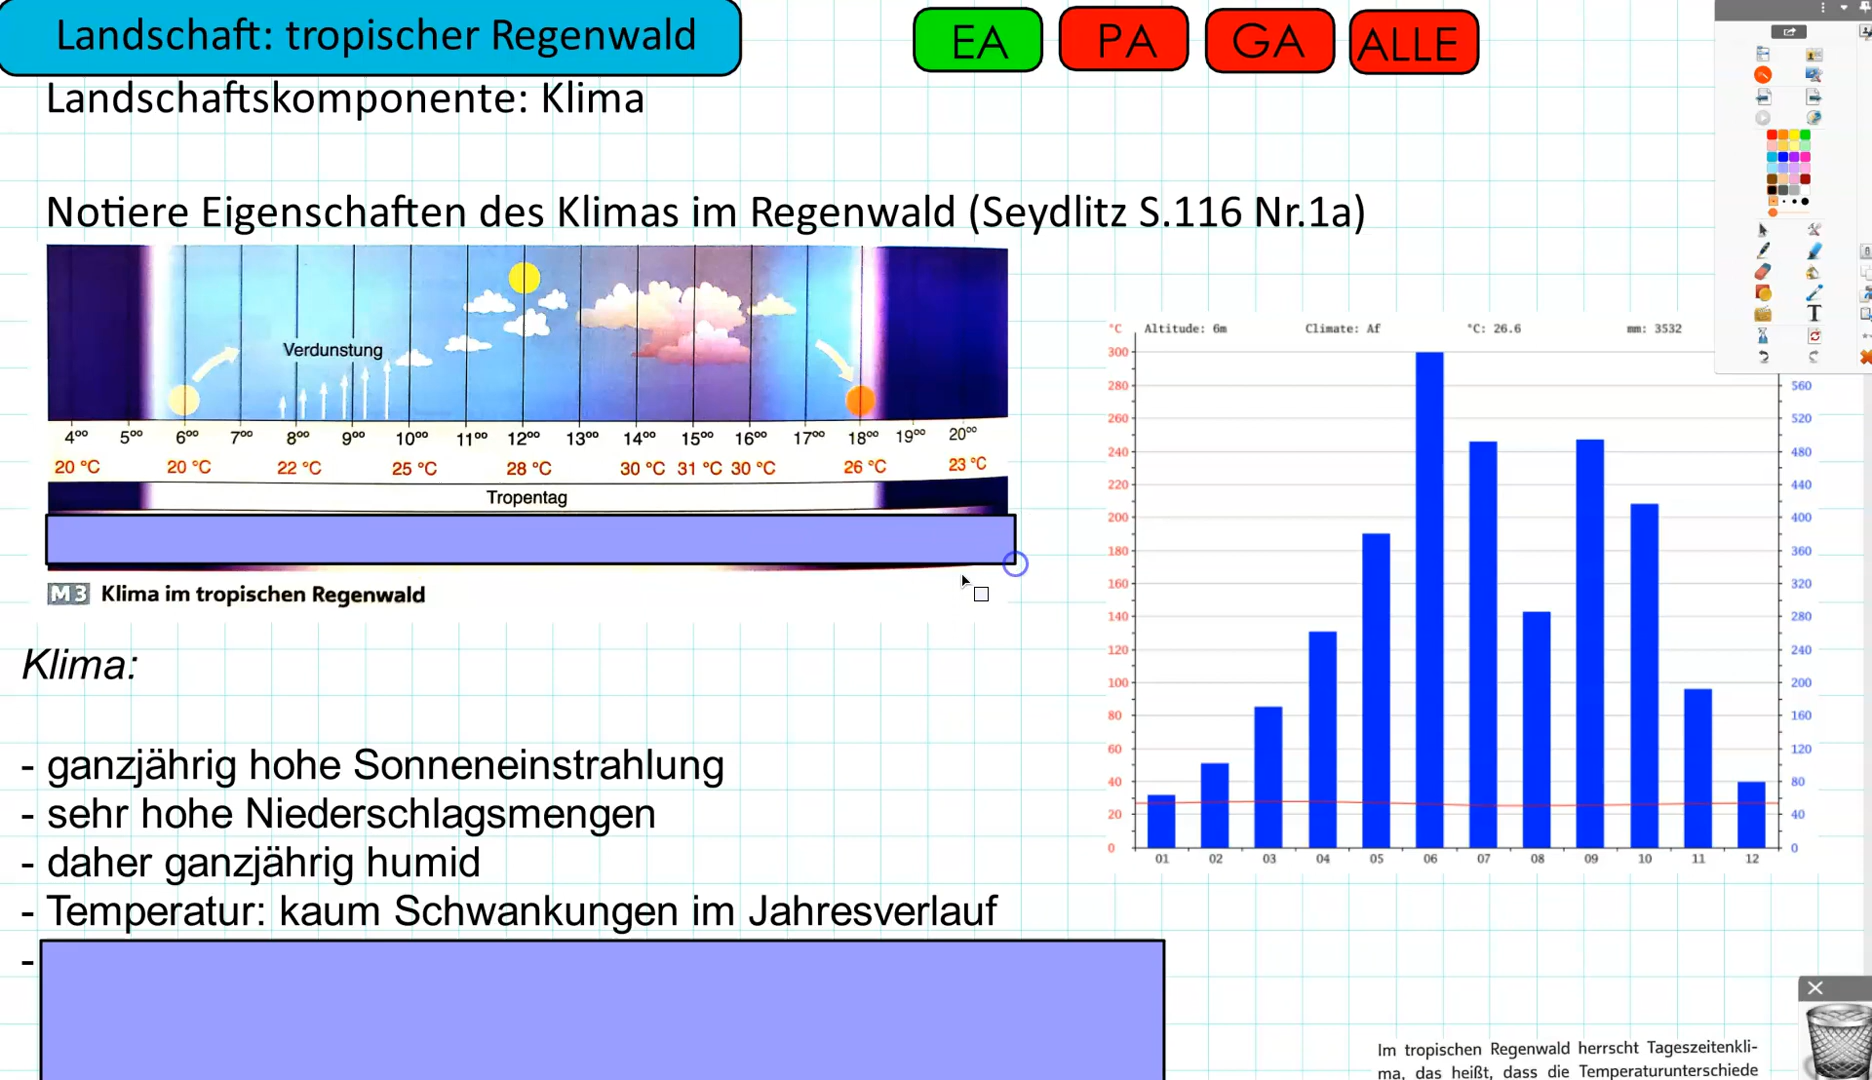 Landschaft: tropischer Regenwald
EA PA GA ALLE
Landschaftskomponente: Klima
Notiere Eigenschaften des Klimas im Regenwald (Seydlitz S.116 Nr.1a)
Verdunstung
4⁰⁰ 5⁰⁰ 6⁰⁰ 7⁰⁰ 8⁰⁰ 9⁰⁰ 10⁰⁰ 11⁰⁰ 12⁰⁰ 13⁰⁰ 14⁰⁰ 15⁰⁰ 16⁰⁰ 17⁰⁰ 18⁰⁰ 19⁰⁰ 20⁰⁰
20 °C 20 °C 22 °C 25 °C 28 °C 30 °C 31 °C 30 °C 26 °C 23 °C
Tropentag
M 3 Klima im tropischen Regenwald
°C Altitude: 6m Climate: Af °C: 26.6 mm: 3532
300
280 560
260 520
240 480
220 440
200 400
180 360
160 320
140 280
120 240
100 200
80 160
60 120
40 80
20 40
0 0
01 02 03 04 05 06 07 08 09 10 11 12
Klima:
- ganzjährig hohe Sonneneinstrahlung
- sehr hohe Niederschlagsmengen
- daher ganzjährig humid
- Temperatur: kaum Schwankungen im Jahresverlauf
-
Im tropischen Regenwald herrscht Tageszeitenkli-
ma, das heißt, dass die Temperaturunterschiede